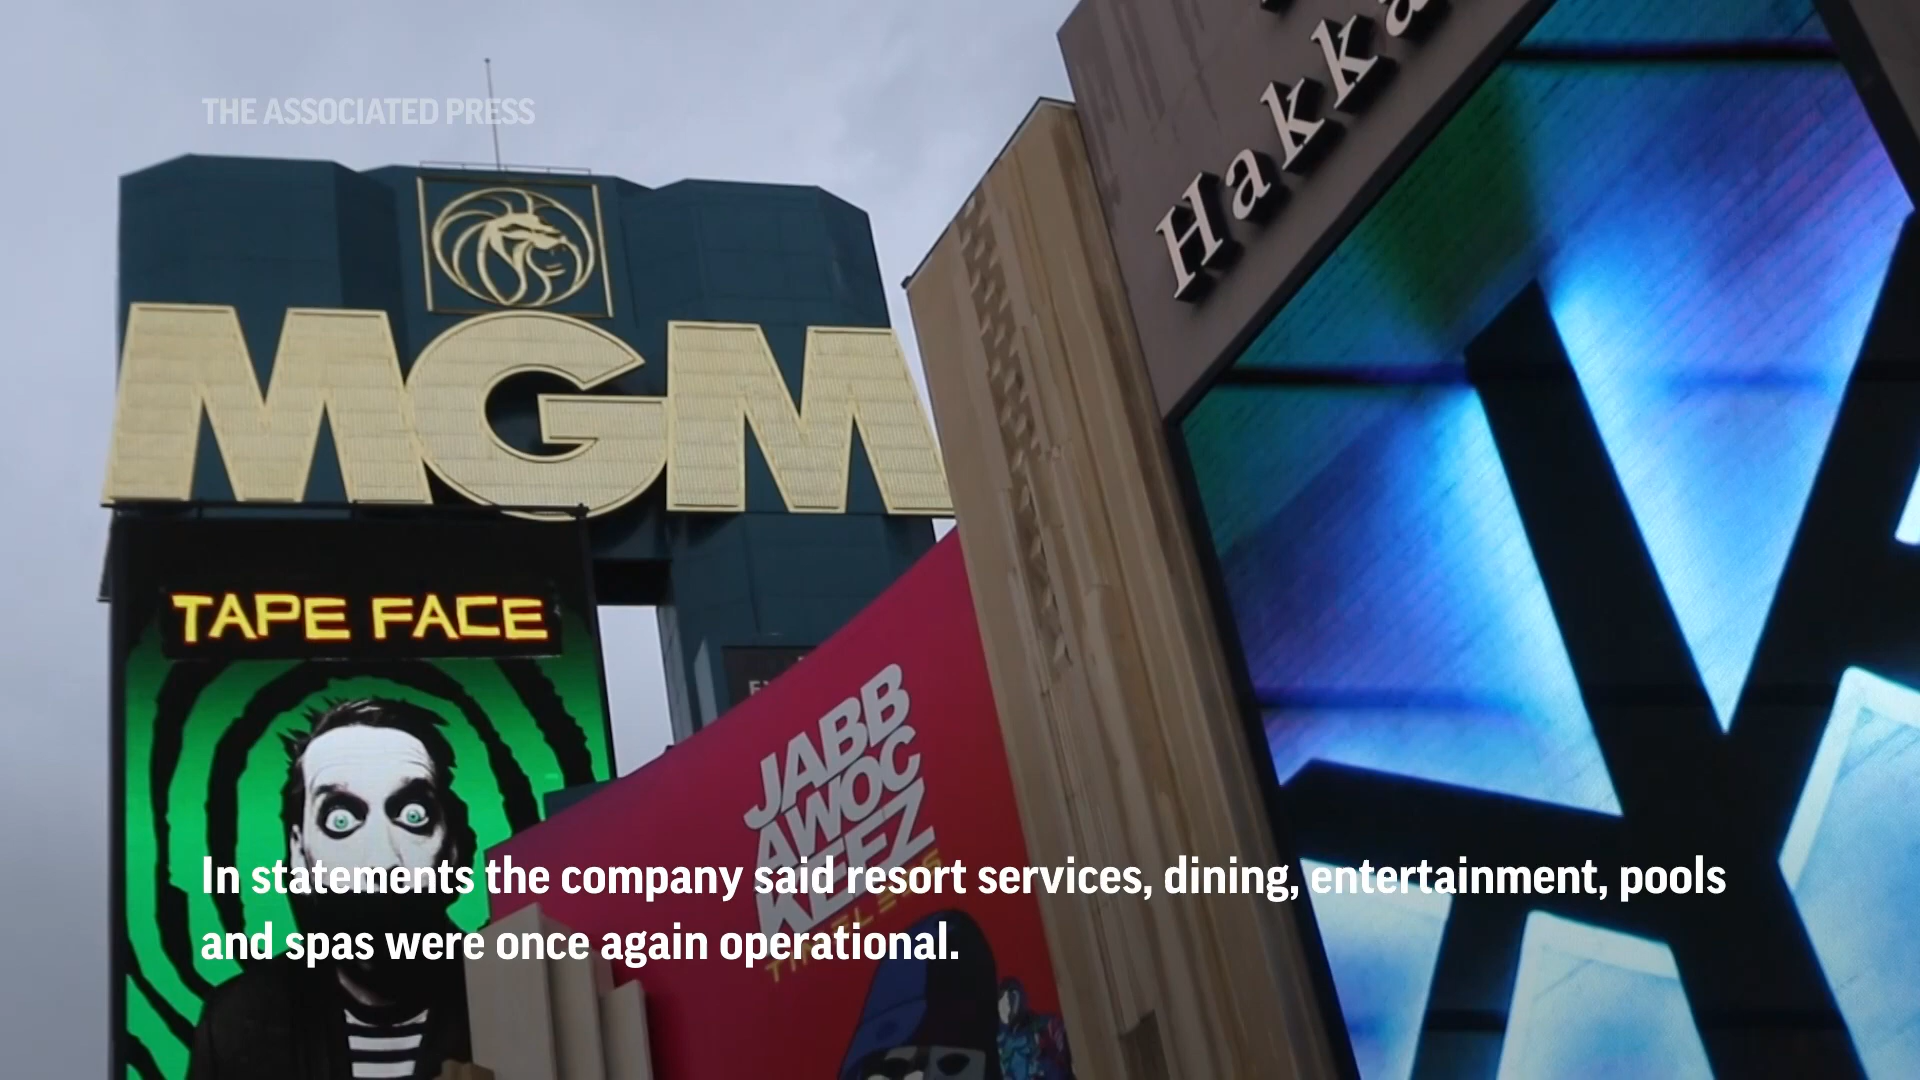 THE ASSOCIATED PRESS
Hakka
MGM
TAPE FACE
JABB
AWOC
KEEZ
In statements the company said resort services, dining, entertainment, pools
and spas were once again operational.